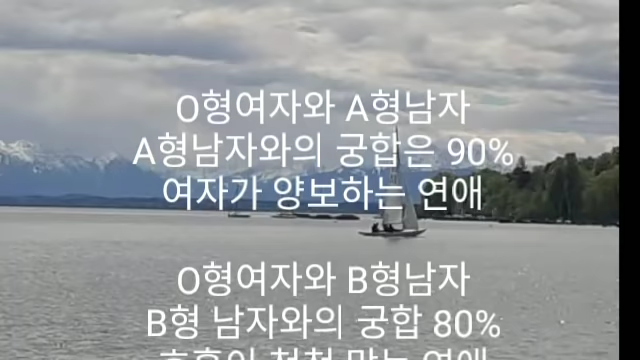 O형여자와 A형남자
A형남자와의 궁합은 90%
여자가 양보하는 연애
O형여자와 B형남자
B형 남자와의 궁합 80%
연애